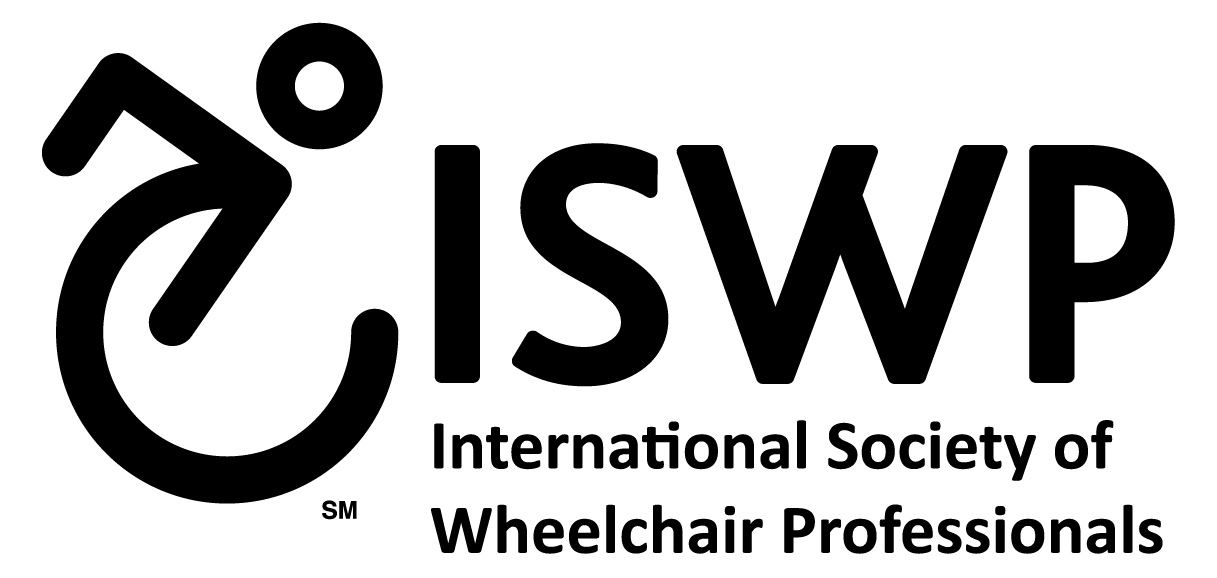 ISWP
International Society of
Wheelchair Professionals
SM